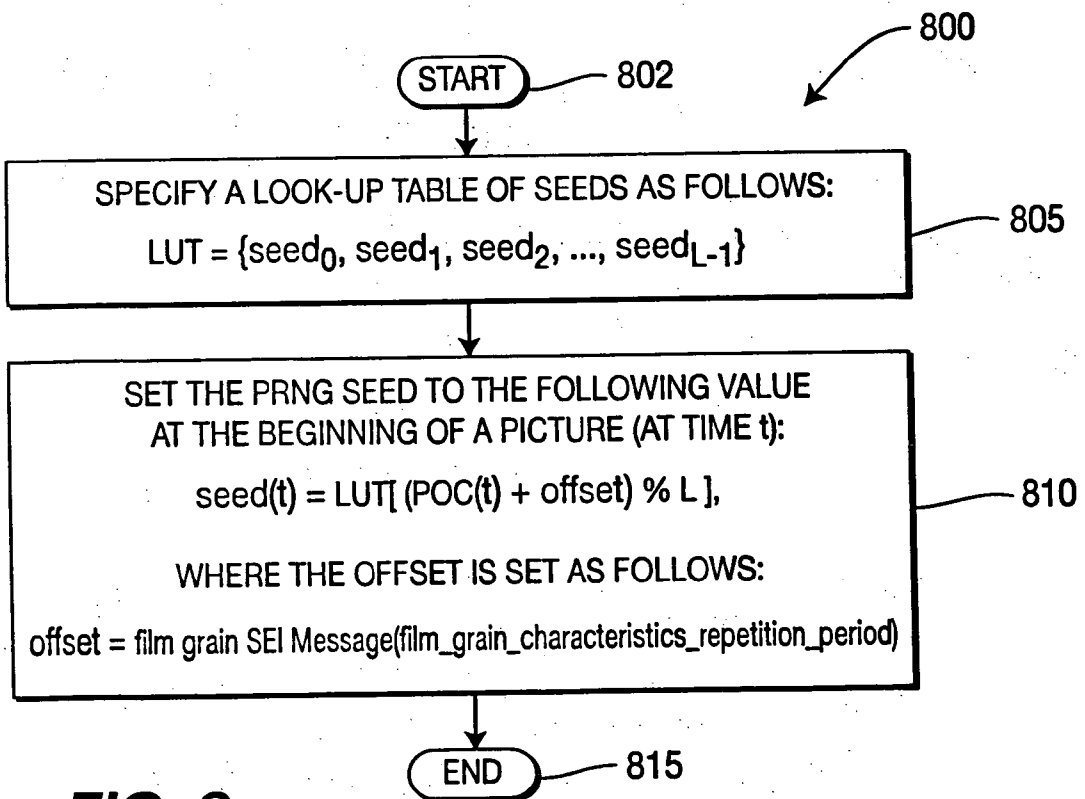 800
START
802
SPECIFY A LOOK-UP TABLE OF SEEDS AS FOLLOWS:
LUT = {seed0, seed1, seed2, ..., seedL-1}
805
SET THE PRNG SEED TO THE FOLLOWING VALUE
AT THE BEGINNING OF A PICTURE (AT TIME t):
seed(t) = LUT[ (POC(t) + offset) % L ],
810
WHERE THE OFFSET IS SET AS FOLLOWS:
offset = film grain SEI Message(film_grain_characteristics_repetition_period)
END
815